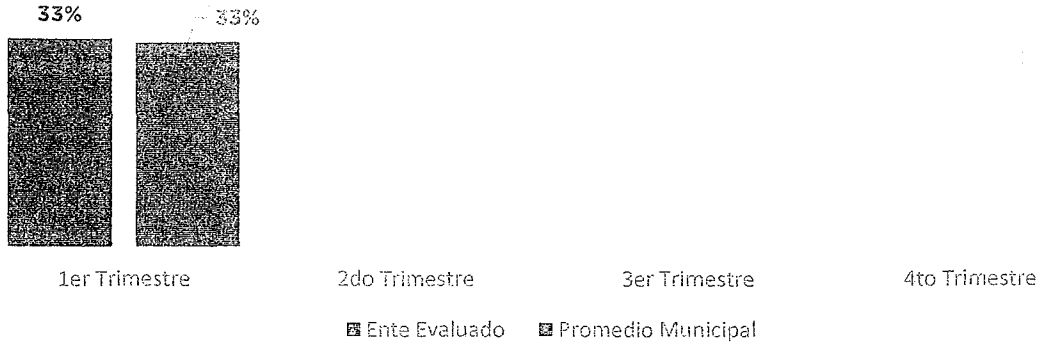 33% 33%
1er Trimestre 2do Trimestre 3er Trimestre 4to Trimestre
Ente Evaluado Promedio Municipal